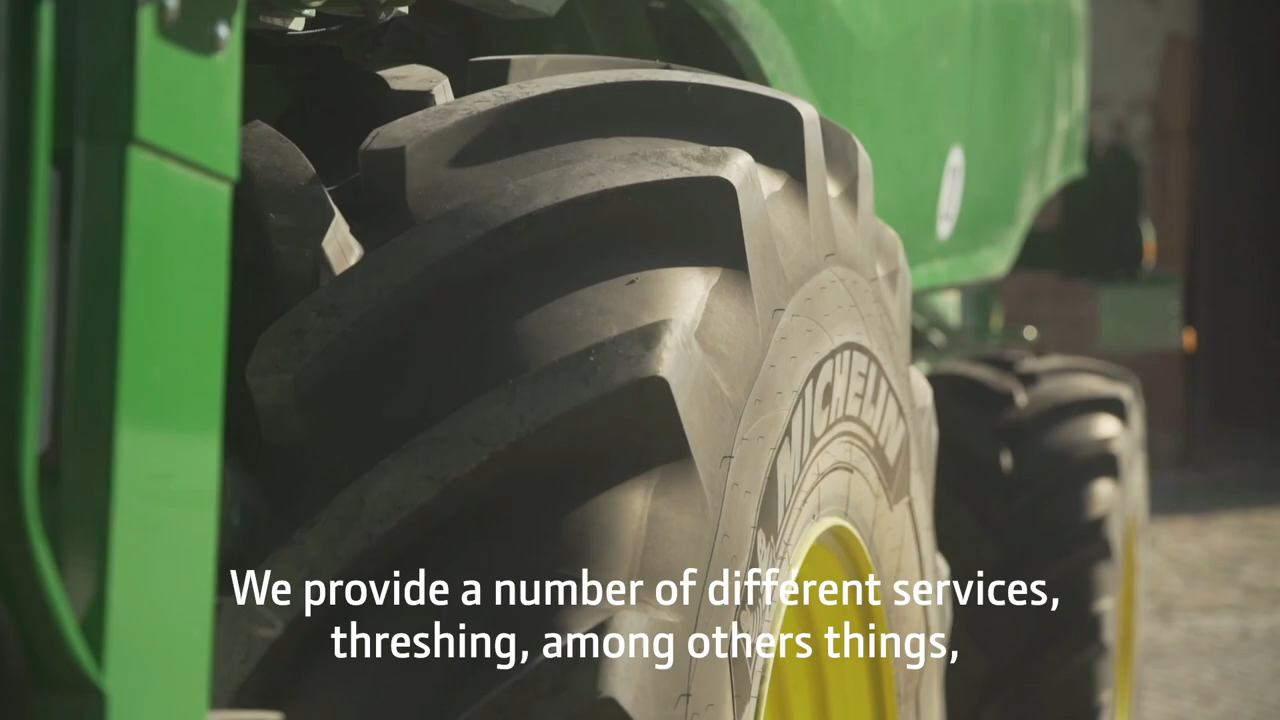 MICHELIN
We provide a number of different services,
threshing, among others things,